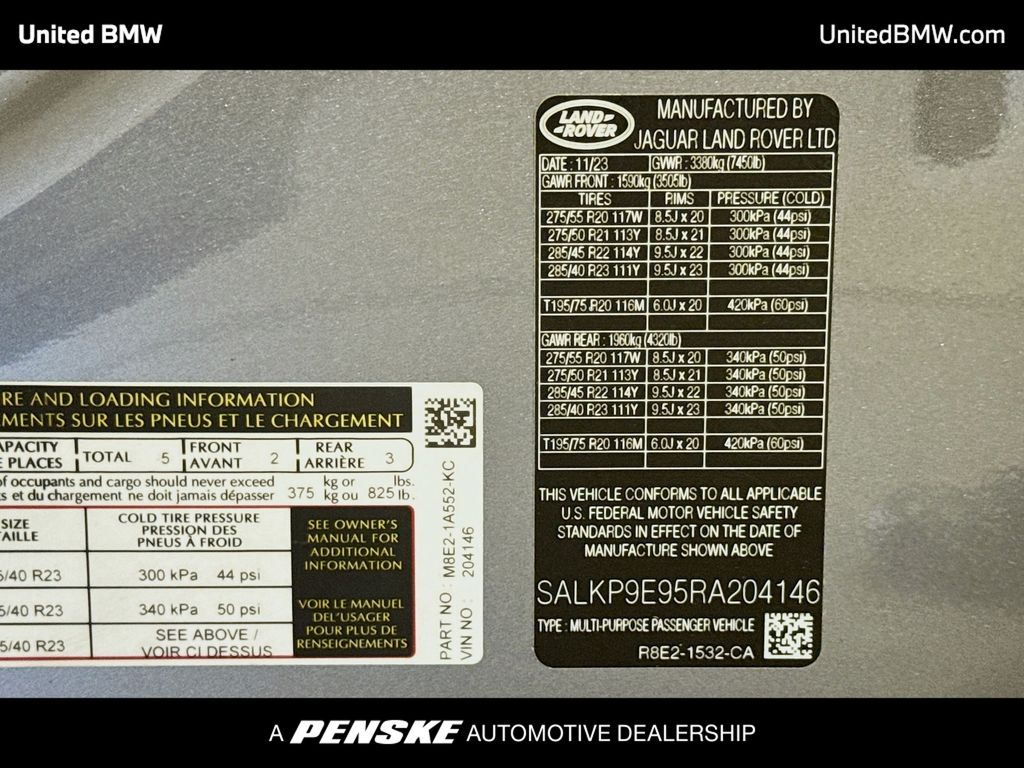 United BMW
UnitedBMW.com
LAND-
-ROVER
MANUFACTURED BY
JAGUAR LAND ROVER LTD
DATE : 11/23 GVWR : 3380kg (7450lb)
GAWR FRONT : 1590kg (3505lb)
TIRES RIMS PRESSURE (COLD)
275/55 R20 117W 8.5J x 20 300kPa (44psi)
275/50 R21 113Y 8.5J x 21 300kPa (44psi)
285/45 R22 114Y 9.5J x 22 300kPa (44psi)
285/40 R23 111Y 9.5J x 23 300kPa (44psi)
T195/75 R20 116M 6.0J x 20 420kPa (60psi)
GAWR REAR : 1960kg (4320lb)
275/55 R20 117W 8.5J x 20 340kPa (50psi)
275/50 R21 113Y 8.5J x 21 340kPa (50psi)
285/45 R22 114Y 9.5J x 22 340kPa (50psi)
285/40 R23 111Y 9.5J x 23 340kPa (50psi)
T195/75 R20 116M 6.0J x 20 420kPa (60psi)
THIS VEHICLE CONFORMS TO ALL APPLICABLE
U.S. FEDERAL MOTOR VEHICLE SAFETY
STANDARDS IN EFFECT ON THE DATE OF
MANUFACTURE SHOWN ABOVE
SALKP9E95RA204146
TYPE : MULTI-PURPOSE PASSENGER VEHICLE
R8E2-1532-CA
RE AND LOADING INFORMATION
EMENTS SUR LES PNEUS ET LE CHARGEMENT
APACITY
E PLACES
TOTAL 5
FRONT
AVANT 2
REAR
ARRIÈRE 3
of occupants and cargo should never exceed
ts et du chargement ne doit jamais dépasser
375 kg or
kg ou 825 lbs.
lb.
SIZE
AILLE
COLD TIRE PRESSURE
PRESSION DES
PNEUS À FROID
5/40 R23 300 kPa 44 psi
5/40 R23 340 kPa 50 psi
5/40 R23 SEE ABOVE /
VOIR CI DESSUS
SEE OWNER'S
MANUAL FOR
ADDITIONAL
INFORMATION
VOIR LE MANUEL
DEL'USAGER
POUR PLUS DE
RENSEIGNEMENTS
PART NO : M8E2-1A552-KC
VIN NO : 204146
A PENSKE AUTOMOTIVE DEALERSHIP